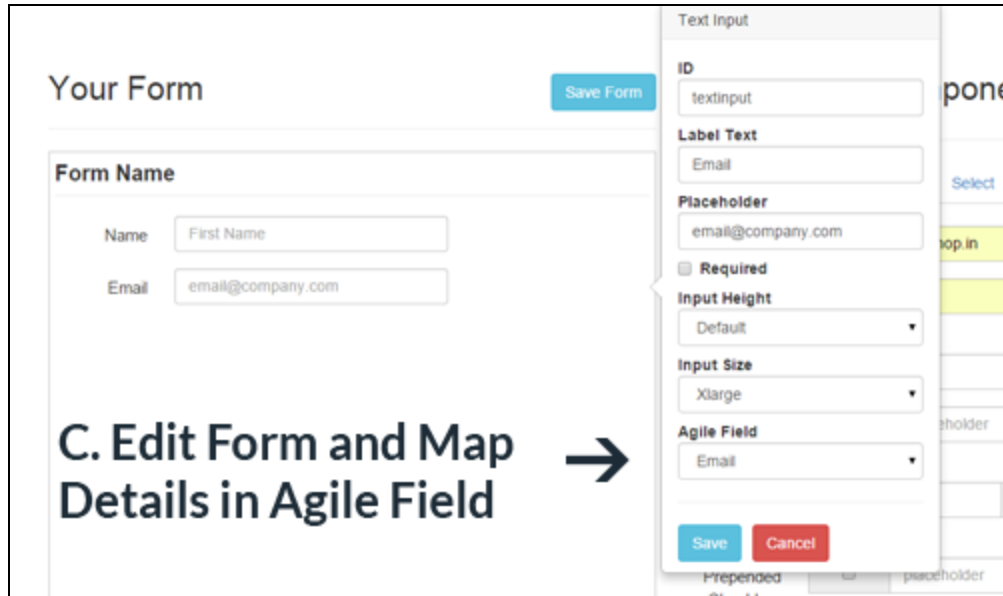 Your Form
Save Form
Form Name
Name
First Name
Email
email@company.com
C. Edit Form and Map
Details in Agile Field
Text Input
ID
textinput
Label Text
Email
Placeholder
email@company.com
Required
Input Height
Default
Input Size
Xlarge
Agile Field
Email
Save
Cancel
Select
placeholder
Prepended